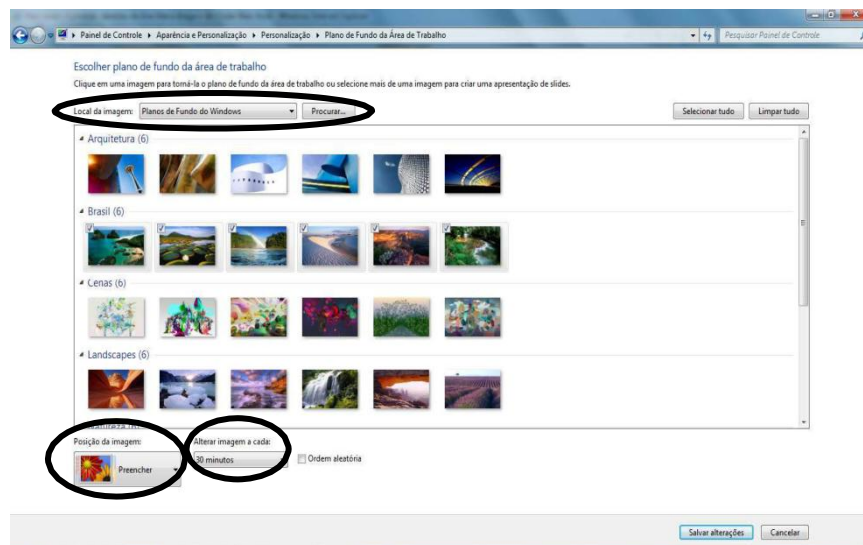 Painel de Controle ▸ Aparência e Personalização ▸ Personalização ▸ Plano de Fundo da Área de Trabalho
Pesquisar Painel de Controle
Escolher plano de fundo da área de trabalho
Clique em uma imagem para torná-la o plano de fundo da área de trabalho ou selecione mais de uma imagem para criar uma apresentação de slides.
Local da imagem: Planos de Fundo do Windows Procurar... Selecionar tudo Limpar tudo
Arquitetura (6)
Brasil (6)
Cenas (6)
Landscapes (6)
Posição da imagem: Alterar imagem a cada:
Preencher 30 minutos Ordem aleatória
Salvar alterações Cancelar